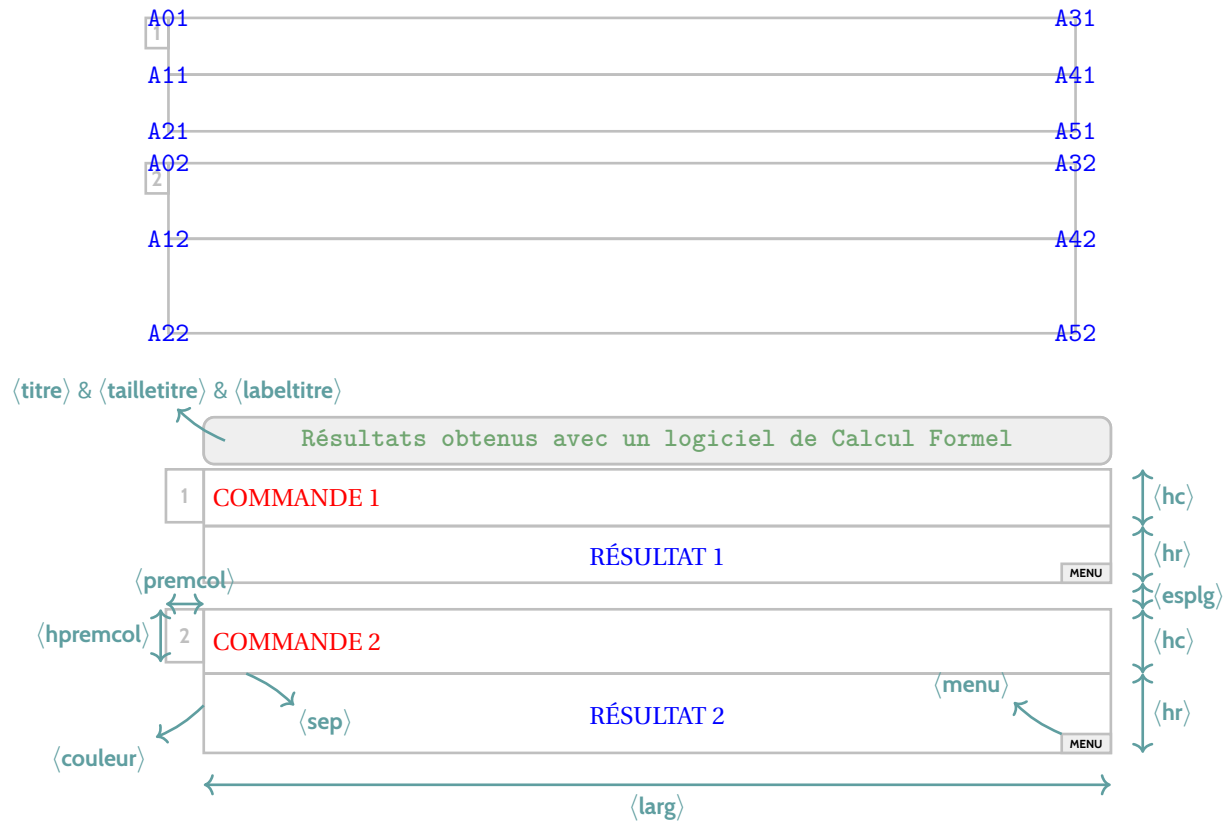 A01 A31
1
A11 A41
A21 A51
A02 A32
2
A12 A42
A22 A52
⟨titre⟩ & ⟨tailletitre⟩ & ⟨labeltitre⟩
Résultats obtenus avec un logiciel de Calcul Formel
1 COMMANDE 1 ⟨hc⟩
RÉSULTAT 1 ⟨hr⟩
MENU
⟨premcol⟩
⟨esplg⟩
⟨hpremcol⟩ 2 COMMANDE 2 ⟨hc⟩
⟨menu⟩
⟨sep⟩ RÉSULTAT 2 ⟨hr⟩
MENU
⟨couleur⟩
⟨larg⟩